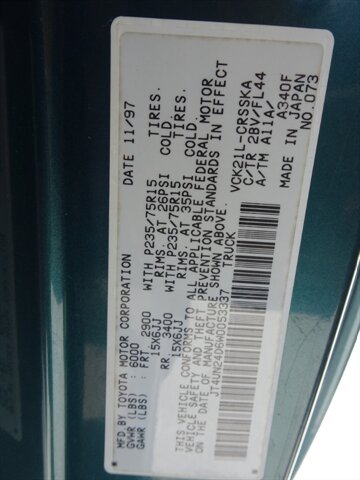 MFD. BY TOYOTA MOTOR CORPORATION DATE 11/97
GVWR (LBS) : 6000
GAWR (LBS) : FRT. 2900 WITH P235/75R15 TIRES.
15X6JJ RIMS. AT 26PSI COLD.
RR. 3400 WITH P235/75R15 TIRES.
15X6JJ RIMS. AT 35PSI COLD.
THIS VEHICLE CONFORMS TO ALL APPLICABLE FEDERAL MOTOR
VEHICLE SAFETY AND THEFT PREVENTION STANDARDS IN EFFECT
ON THE DATE OF MANUFACTURE SHOWN ABOVE.
JT4UN24D6W0053337 TRUCK
VCK21L-CRSSKA
C/TR 2BV/FL44
A/TM A11A/ A340F
MADE IN JAPAN
NO.073